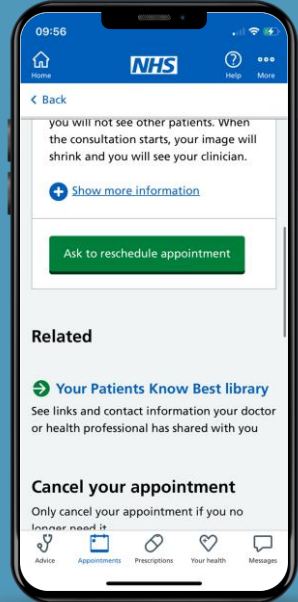 09:56
NHS
Home
Help
More
Back
you will not see other patients. When
the consultation starts, your image will
shrink and you will see your clinician.
Show more information
Ask to reschedule appointment
Related
Your Patients Know Best library
See links and contact information your doctor
or health professional has shared with you
Cancel your appointment
Only cancel your appointment if you no
longer need it
Advice
Appointments
Prescriptions
Your health
Messages